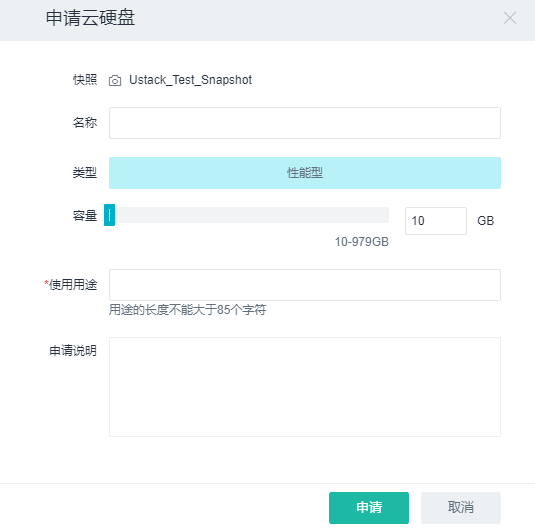 申请云硬盘
快照 Ustack_Test_Snapshot
名称
类型 性能型
容量 10 GB
10-979GB
*使用用途
用途的长度不能大于85个字符
申请说明
申请 取消